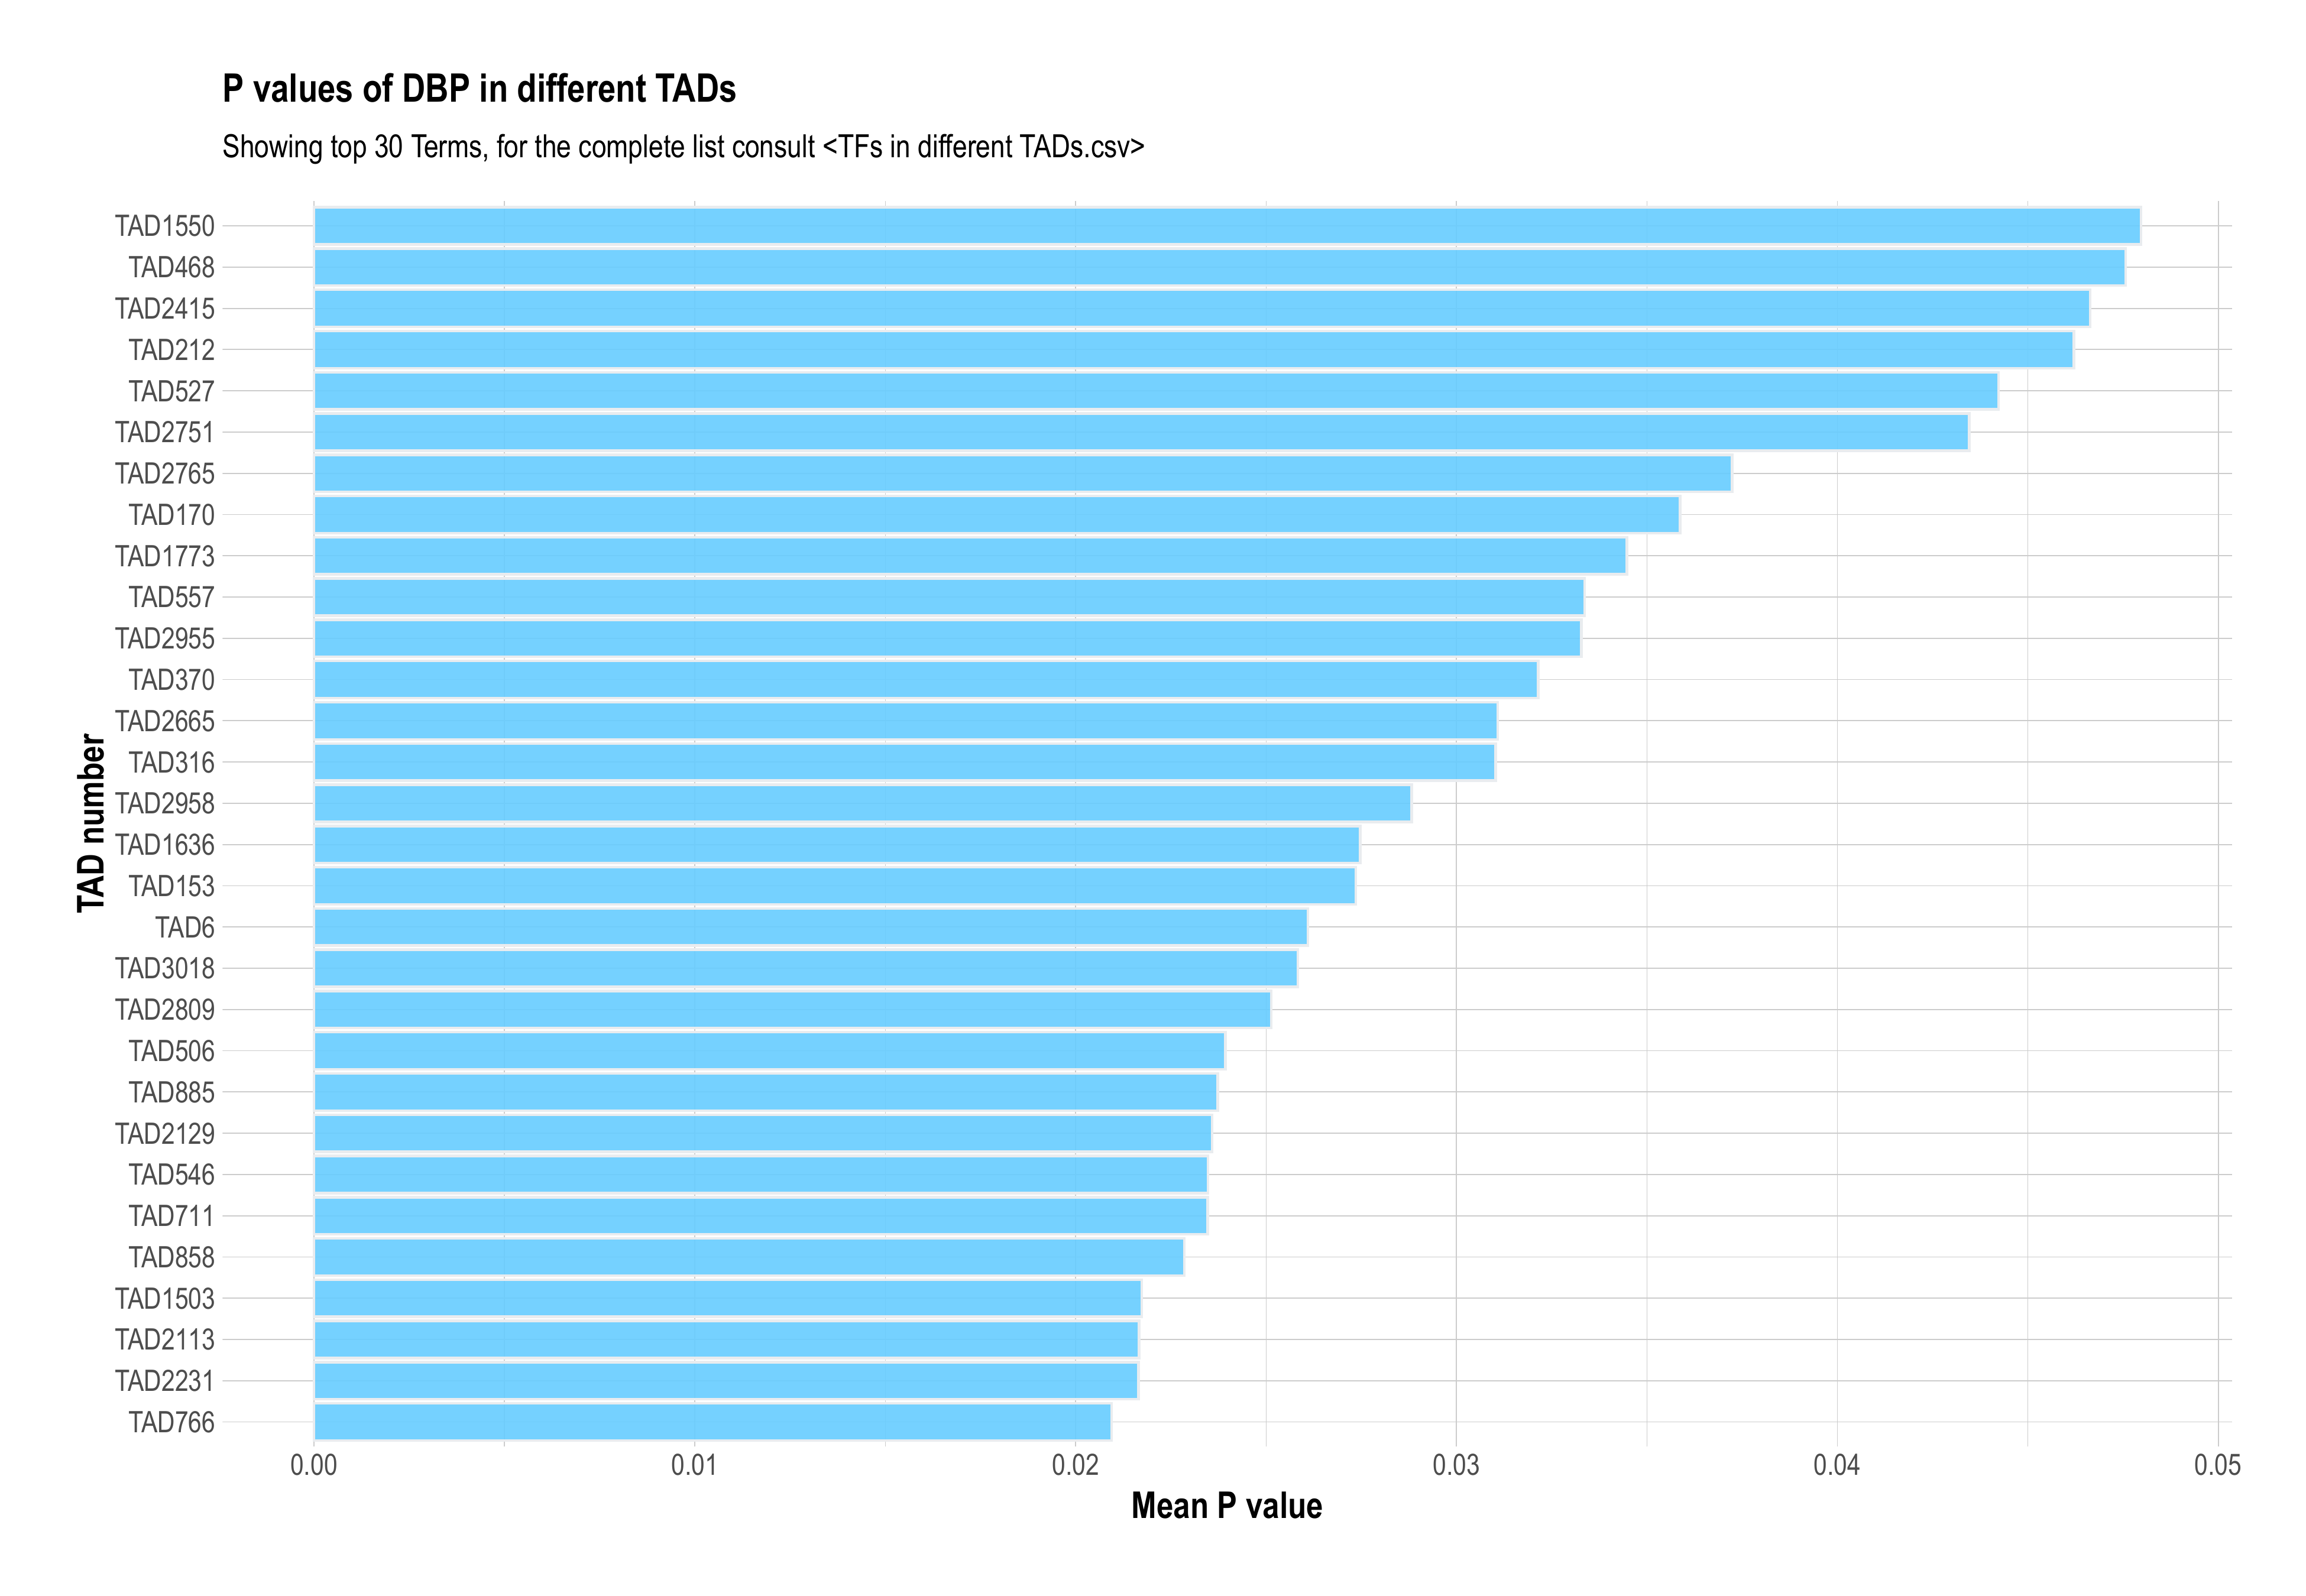 P values of DBP in different TADs
Showing top 30 Terms, for the complete list consult <TFs in different TADs.csv>
TAD number
TAD1550
TAD468
TAD2415
TAD212
TAD527
TAD2751
TAD2765
TAD170
TAD1773
TAD557
TAD2955
TAD370
TAD2665
TAD316
TAD2958
TAD1636
TAD153
TAD6
TAD3018
TAD2809
TAD506
TAD885
TAD2129
TAD546
TAD711
TAD858
TAD1503
TAD2113
TAD2231
TAD766
0.00 0.01 0.02 0.03 0.04 0.05
Mean P value